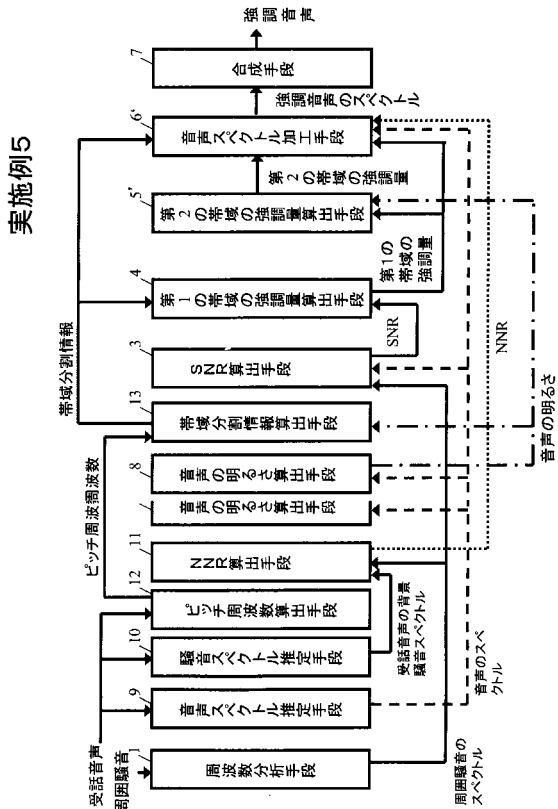 実施例5
受話音声
周囲騒音
1
周波数分析手段
周囲騒音の
スペクトル
9
音声スペクトル推定手段
音声のスペ
クトル
10
騒音スペクトル推定手段
受話音声の背景
騒音スペクトル
12
ピッチ周波数算出手段
ピッチ周波周波数
11
NNR算出手段
NNR
音声の明るさ算出手段
8
音声の明るさ算出手段
音声の明るさ
13
帯域分割情報算出手段
帯域分割情報
3
SNR算出手段
SNR
4
第1の帯域の強調量算出手段
第1の
帯域の
強調量
5'
第2の帯域の強調量算出手段
第2の帯域の強調量
6'
音声スペクトル加工手段
強調音声のスペクトル
7
合成手段
強調音声